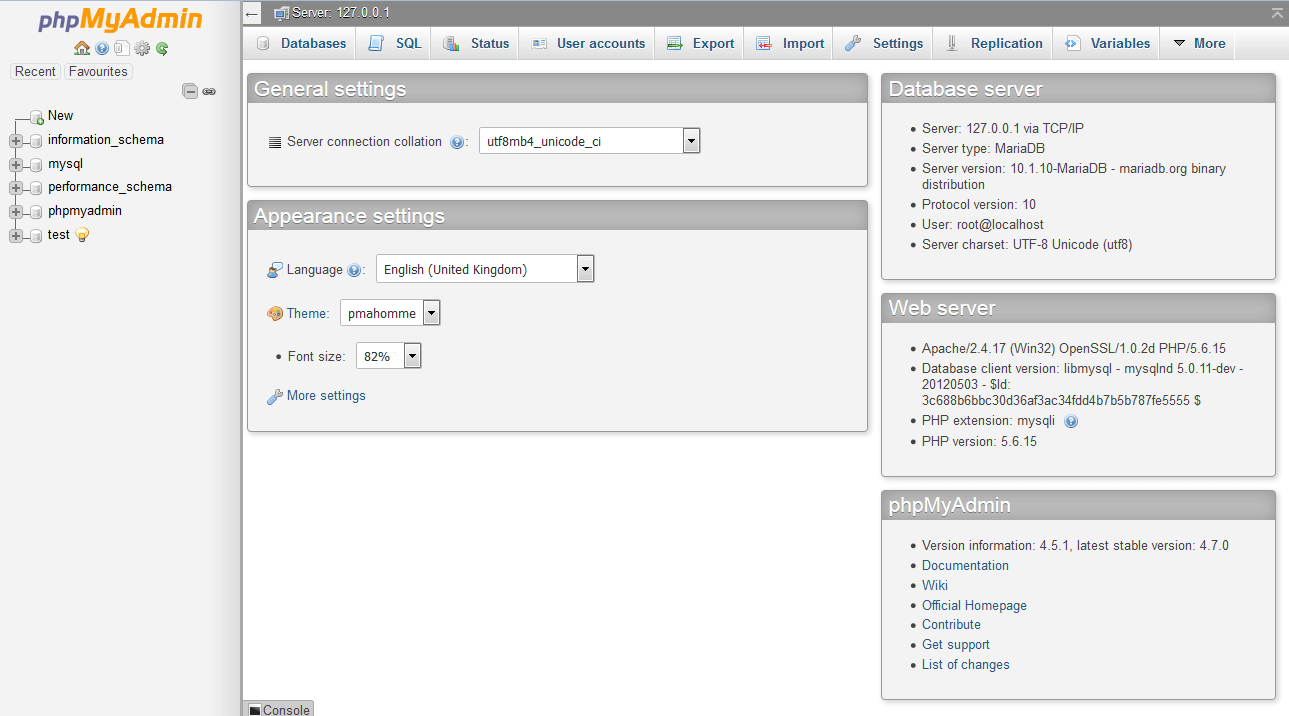 phpMyAdmin
Recent Favourites
New
information_schema
mysql
performance_schema
phpmyadmin
test
Server: 127.0.0.1
Databases SQL Status User accounts Export Import Settings Replication Variables More
General settings
Server connection collation : utf8mb4_unicode_ci
Appearance settings
Language : English (United Kingdom)
Theme: pmahomme
Font size: 82%
More settings
Database server
Server: 127.0.0.1 via TCP/IP
Server type: MariaDB
Server version: 10.1.10-MariaDB - mariadb.org binary
distribution
Protocol version: 10
User: root@localhost
Server charset: UTF-8 Unicode (utf8)
Web server
Apache/2.4.17 (Win32) OpenSSL/1.0.2d PHP/5.6.15
Database client version: libmysql - mysqlnd 5.0.11-dev -
20120503 - $Id:
3c688b6bbc30d36af3ac34fdd4b7b5b787fe5555 $
PHP extension: mysqli
PHP version: 5.6.15
phpMyAdmin
Version information: 4.5.1, latest stable version: 4.7.0
Documentation
Wiki
Official Homepage
Contribute
Get support
List of changes
Console